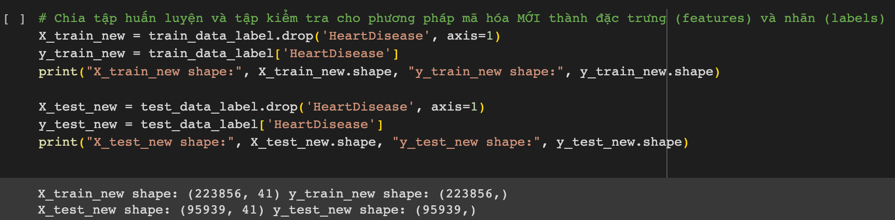 [ ] # Chia tập huấn luyện và tập kiểm tra cho phương pháp mã hóa MỚI thành đặc trưng (features) và nhãn (labels)
X_train_new = train_data_label.drop('HeartDisease', axis=1)
y_train_new = train_data_label['HeartDisease']
print("X_train_new shape:", X_train_new.shape, "y_train_new shape:", y_train_new.shape)
X_test_new = test_data_label.drop('HeartDisease', axis=1)
y_test_new = test_data_label['HeartDisease']
print("X_test_new shape:", X_test_new.shape, "y_test_new shape:", y_test_new.shape)
X_train_new shape: (223856, 41) y_train_new shape: (223856,)
X_test_new shape: (95939, 41) y_test_new shape: (95939,)